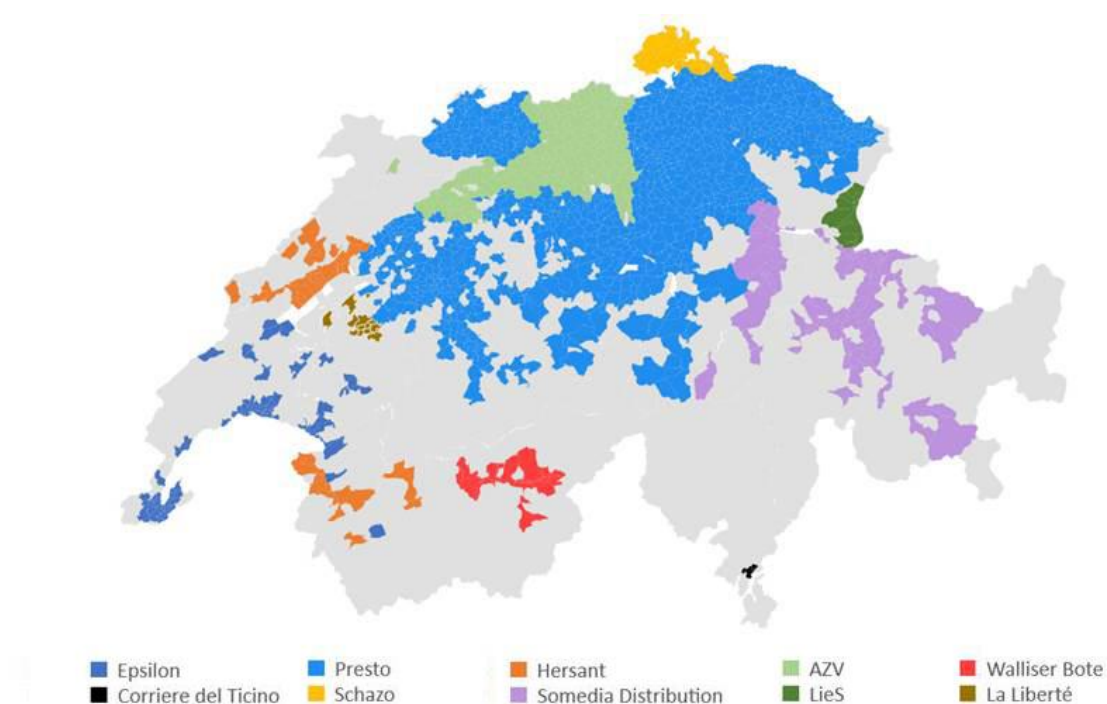 Epsilon Presto Hersant AZV Walliser Bote
Corriere del Ticino Schazo Somedia Distribution LieS La Liberté